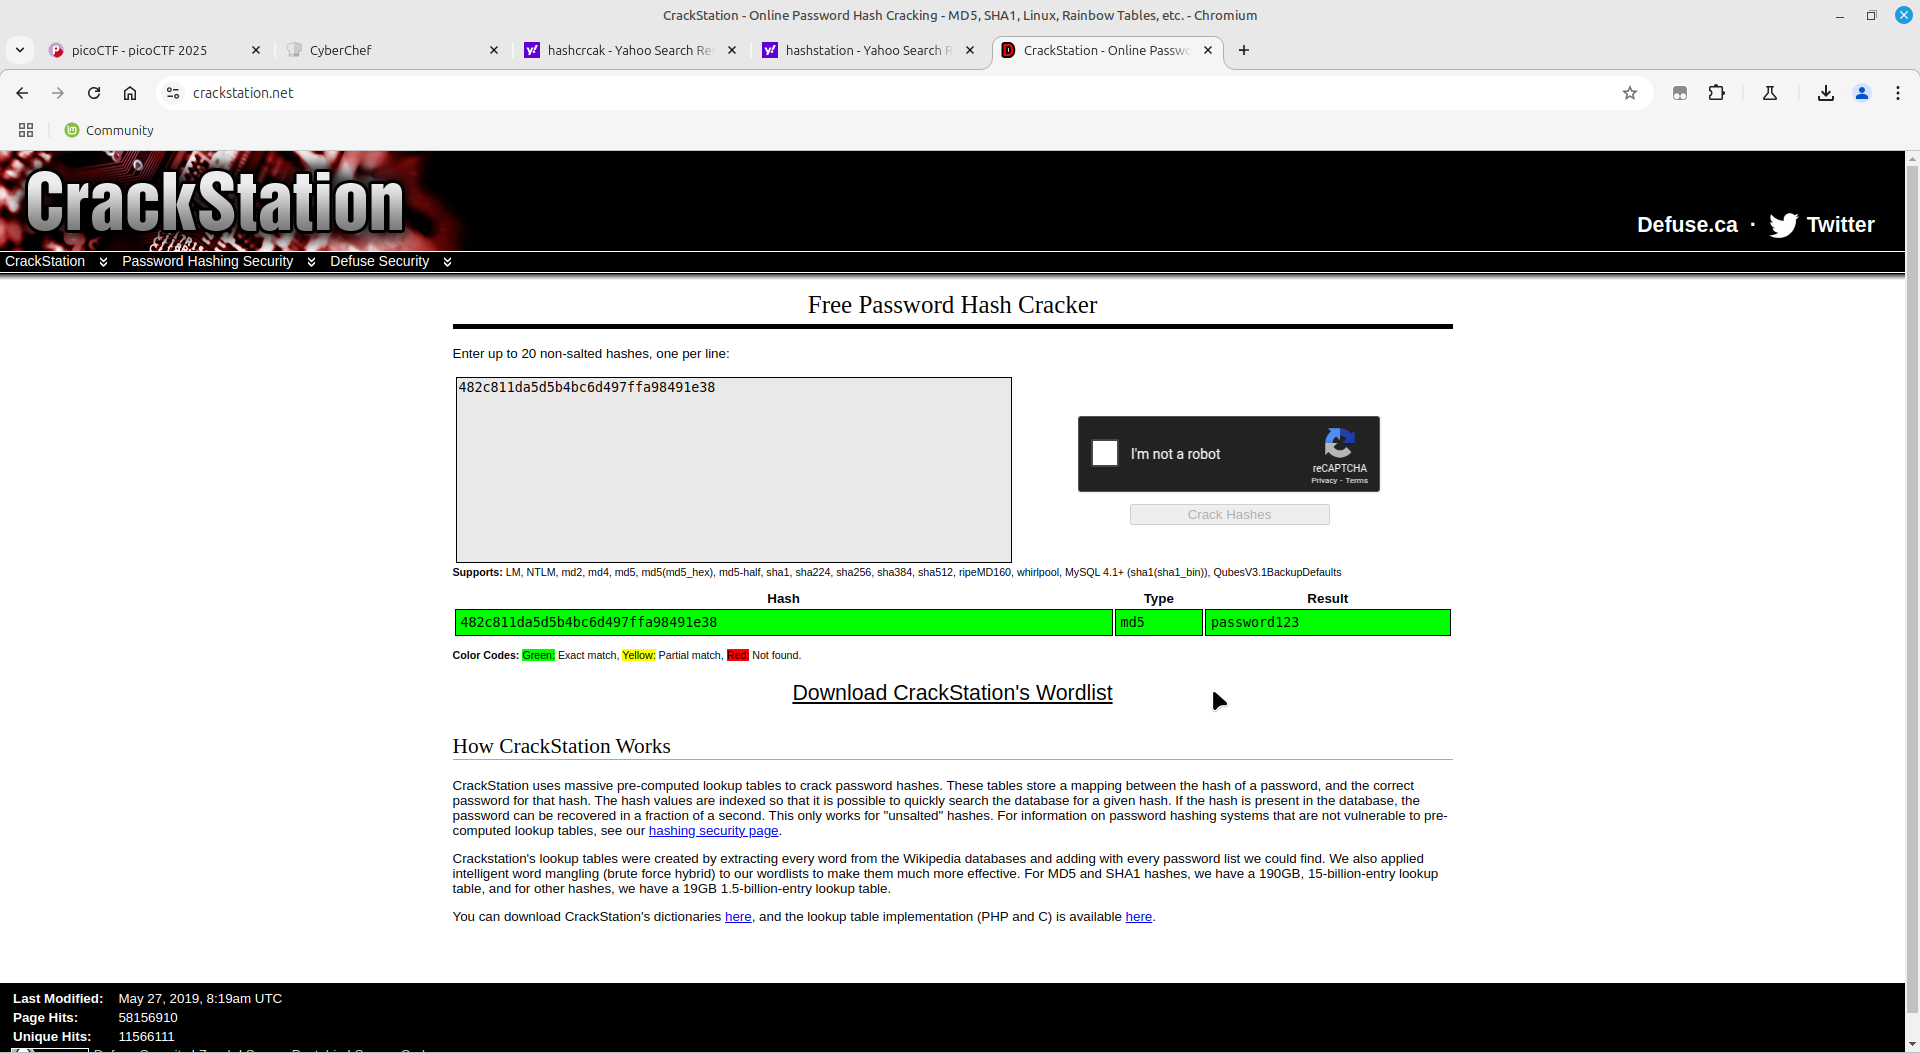 CrackStation - Online Password Hash Cracking - MD5, SHA1, Linux, Rainbow Tables, etc. - Chromium
picoCTF - picoCTF 2025
CyberChef
hashcrcak - Yahoo Search Re
hashstation - Yahoo Search R
CrackStation - Online Passwo
crackstation.net
Community
CrackStation
Defuse.ca · Twitter
CrackStation
Password Hashing Security
Defuse Security
Free Password Hash Cracker
Enter up to 20 non-salted hashes, one per line:
482c811da5d5b4bc6d497ffa98491e38
I'm not a robot
reCAPTCHA
Privacy - Terms
Crack Hashes
Supports: LM, NTLM, md2, md4, md5, md5(md5_hex), md5-half, sha1, sha224, sha256, sha384, sha512, ripeMD160, whirlpool, MySQL 4.1+ (sha1(sha1_bin)), QubesV3.1BackupDefaults
Hash Type Result
482c811da5d5b4bc6d497ffa98491e38 md5 password123
Color Codes: Green: Exact match, Yellow: Partial match, Red: Not found.
Download CrackStation's Wordlist
How CrackStation Works
CrackStation uses massive pre-computed lookup tables to crack password hashes. These tables store a mapping between the hash of a password, and the correct
password for that hash. The hash values are indexed so that it is possible to quickly search the database for a given hash. If the hash is present in the database, the
password can be recovered in a fraction of a second. This only works for "unsalted" hashes. For information on password hashing systems that are not vulnerable to pre-
computed lookup tables, see our hashing security page.
Crackstation's lookup tables were created by extracting every word from the Wikipedia databases and adding with every password list we could find. We also applied
intelligent word mangling (brute force hybrid) to our wordlists to make them much more effective. For MD5 and SHA1 hashes, we have a 190GB, 15-billion-entry lookup
table, and for other hashes, we have a 19GB 1.5-billion-entry lookup table.
You can download CrackStation's dictionaries here, and the lookup table implementation (PHP and C) is available here.
Last Modified: May 27, 2019, 8:19am UTC
Page Hits: 58156910
Unique Hits: 11566111